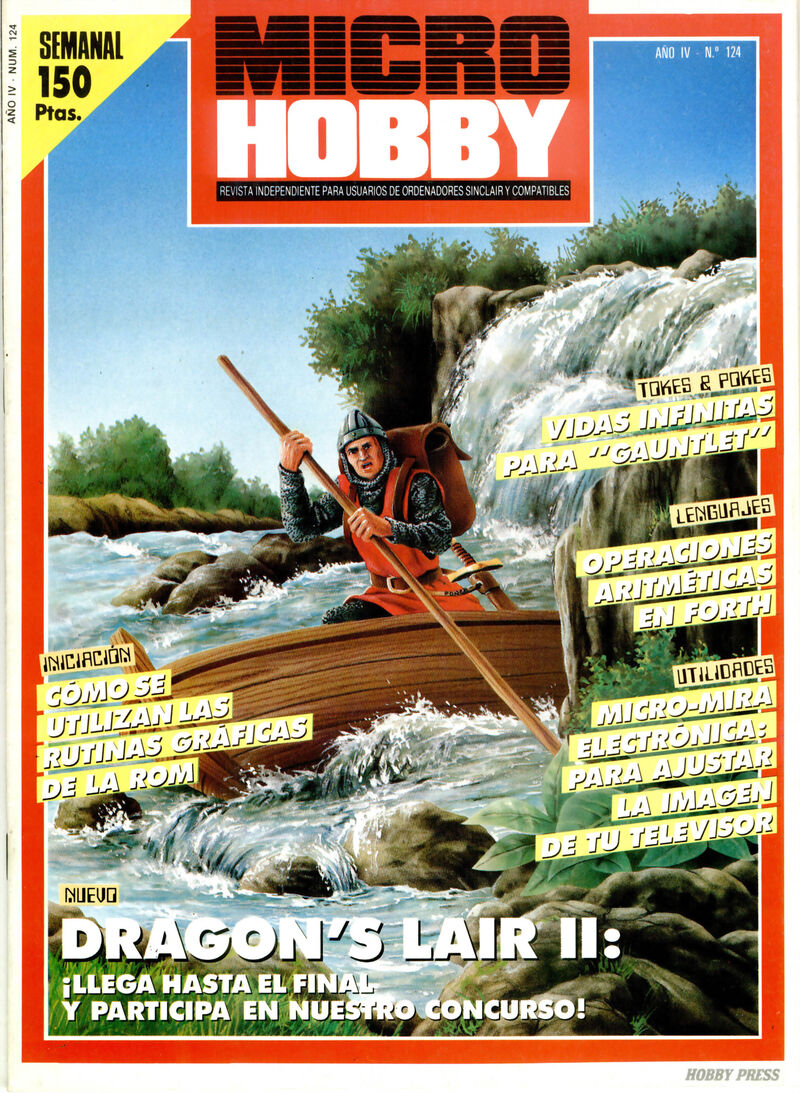 AÑO IV - NUM. 124
SEMANAL
150
Ptas.
MICRO
HOBBY
REVISTA INDEPENDIENTE PARA USUARIOS DE ORDENADORES SINCLAIR Y COMPATIBLES
AÑO IV - N.º 124
TOKES & POKES
VIDAS INFINITAS
PARA "GAUNTLET"
LENGUAJES
OPERACIONES
ARITMÉTICAS
EN FORTH
INICIACIÓN
CÓMO SE
UTILIZAN LAS
RUTINAS GRÁFICAS
DE LA ROM
UTILIDADES
MICRO-MIRA
ELECTRÓNICA:
PARA AJUSTAR
LA IMAGEN
DE TU TELEVISOR
NUEVO
DRAGON'S LAIR II:
¡LLEGA HASTA EL FINAL
Y PARTICIPA EN NUESTRO CONCURSO!
HOBBY PRESS